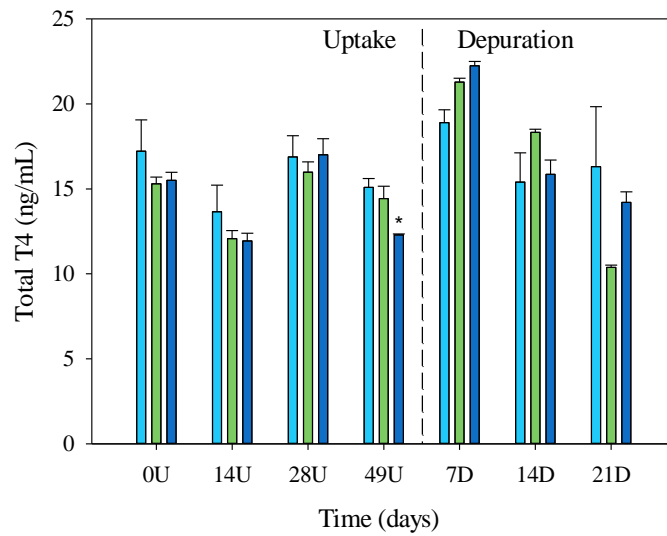 25
Uptake
Depuration
20
15
*
10
5
0
Total T4 (ng/mL)
0U 14U 28U 49U 7D 14D 21D
Time (days)